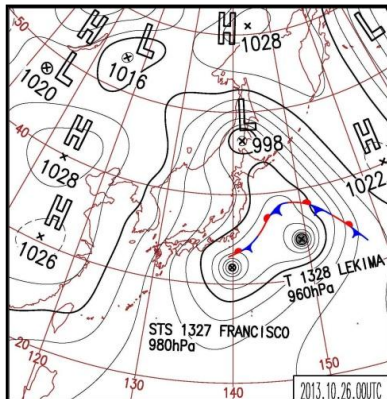 50
H
L
H
1028
L
1020
L
1016
L
998
40
H
1028
H
1022
H
1026
T 1328 LEKIMA
960hPa
STS 1327 FRANCISCO
980hPa
20
120
130
140
150
2013.10.26.00UTC